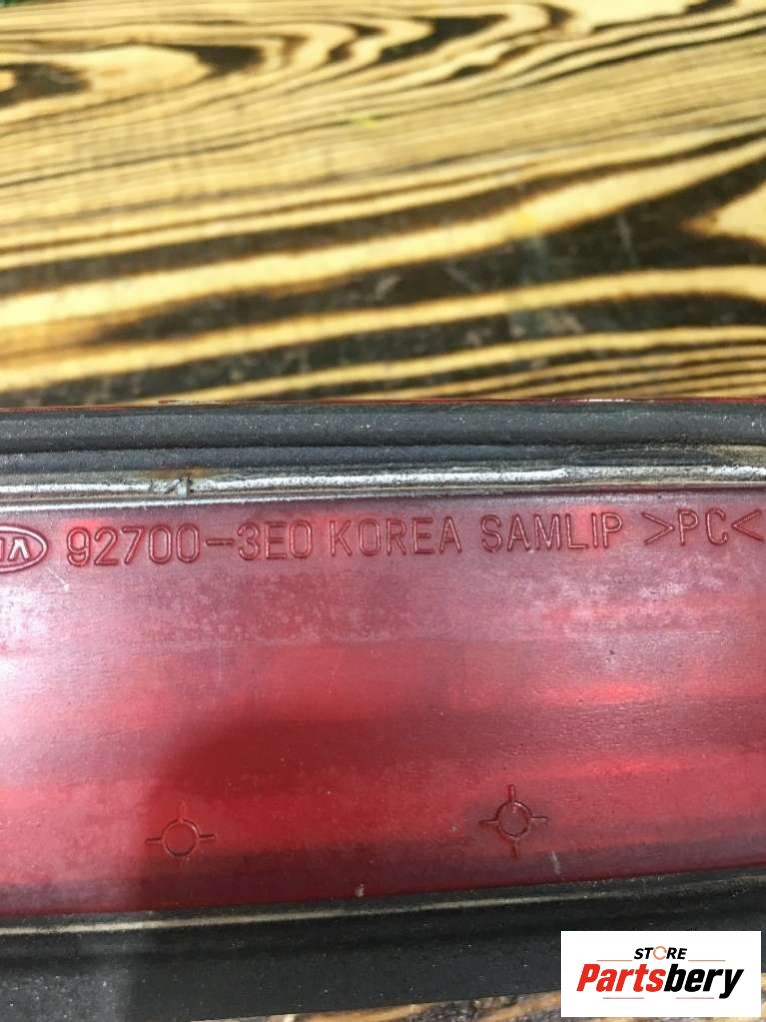 92700-3E0 KOREA SAMLIP >PC<
STORE
Partsbery